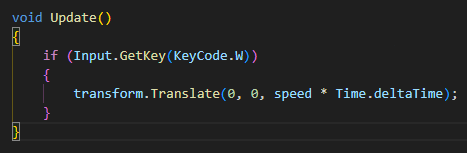 void Update()
{
    if (Input.GetKey(KeyCode.W))
    {
        transform.Translate(0, 0, speed * Time.deltaTime);
    }
}